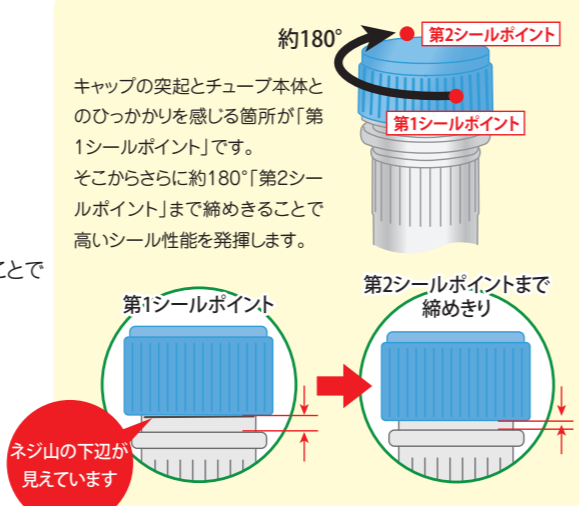 約180°
第2シールポイント
第1シールポイント
キャップの突起とチューブ本体と
のひっかかりを感じる箇所が「第
1シールポイント」です。
そこからさらに約180°「第2シー
ルポイント」まで締めきることで
高いシール性能を発揮します。
ことで
第1シールポイント
第2シールポイントまで
締めきり
ネジ山の下辺が
見えています